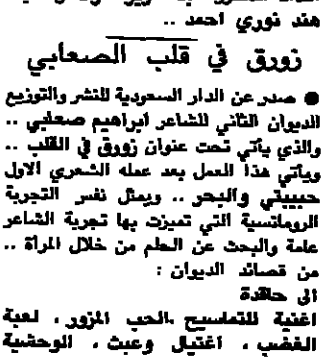 هند نوري احمد ..
زورق في قلب الصعابي
● صدر عن الدار السعودية للنشر والتوزيع
الديوان الثاني للشاعر ابراهيم صعابي ..
والذي يأتي تحت عنوان زورق في القلب ..
ويأتي هذا العمل بعد عمله الشعري الاول
حبيبتي والبحر .. ويمثل نفس التجربة
الرومانسية التي تميزت بها تجربة الشاعر
عامة والبحث عن الحلم من خلال المرأة ..
من قصائد الديوان :
الى حاقدة
اغنية للتماسيح ، الحب المزور ، لعبة
الغضب ، اغتيال وعبث ، الوحشية